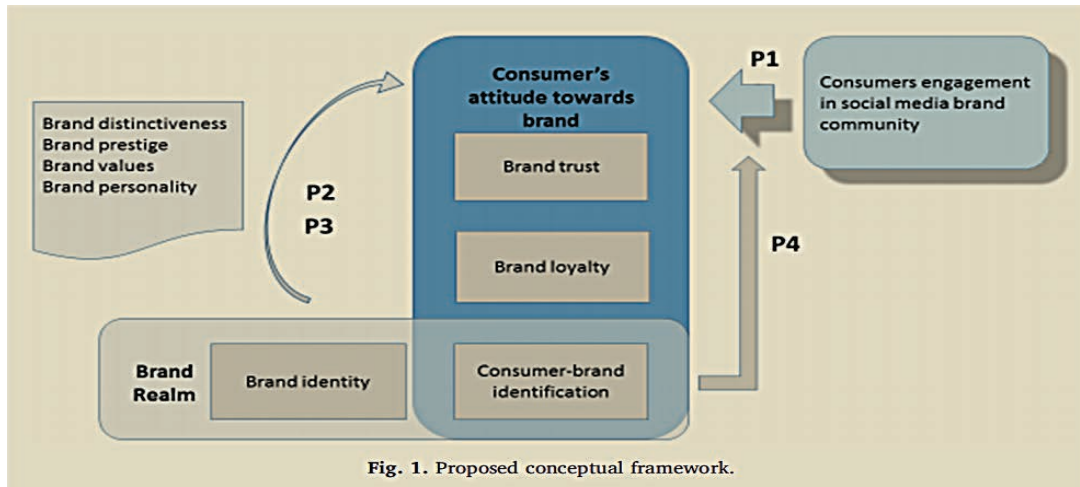 Consumer's
attitude towards
brand
P1
Consumers engagement
in social media brand
community
Brand distinctiveness
Brand prestige
Brand values
Brand personality
Brand trust
P2
P3
P4
Brand loyalty
Brand
Realm
Brand identity
Consumer-brand
identification
Fig. 1. Proposed conceptual framework.